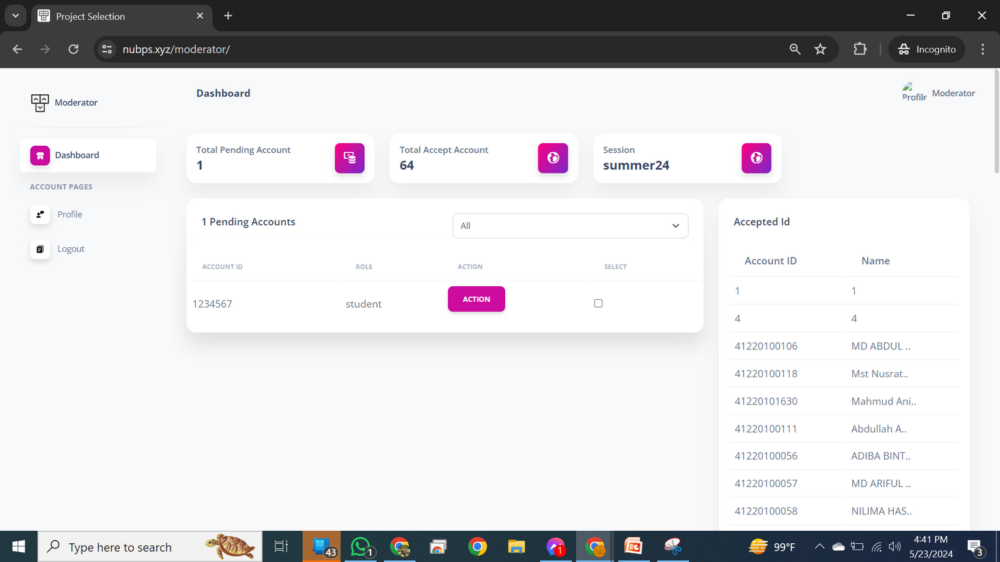 Project Selection
nubps.xyz/moderator/
Incognito
Moderator
Dashboard
Profile
Moderator
Dashboard
ACCOUNT PAGES
Profile
Logout
Total Pending Account
1
Total Accept Account
64
Session
summer24
1 Pending Accounts
All
ACCOUNT ID ROLE ACTION SELECT
1234567 student ACTION
Accepted Id
Account ID Name
1 1
4 4
41220100106 MD ABDUL ..
41220100118 Mst Nusrat..
41220101630 Mahmud Ani..
41220100111 Abdullah A..
41220100056 ADIBA BINT..
41220100057 MD ARIFUL ..
41220100058 NILIMA HAS..
Type here to search
43
1
1
99°F
4:41 PM
5/23/2024
3